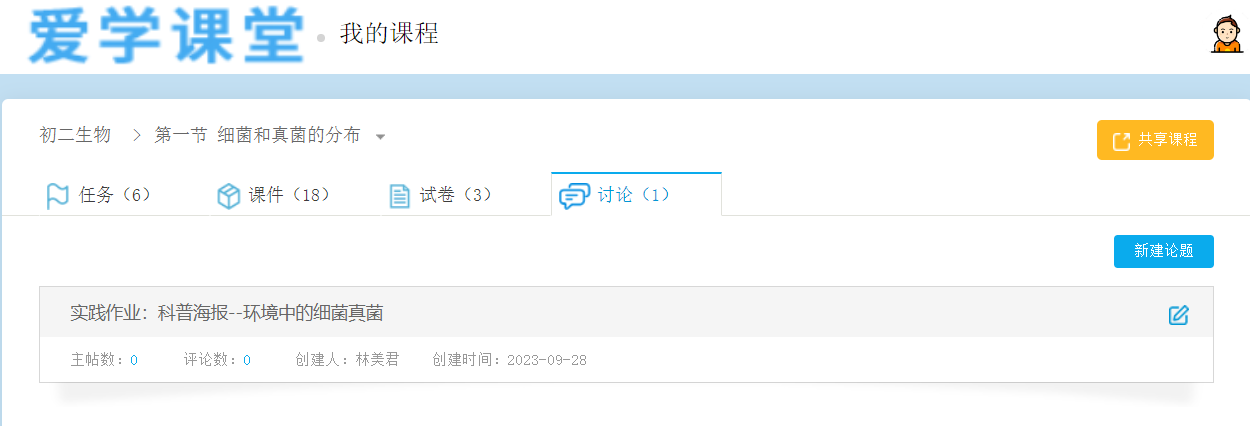 爱学课堂 • 我的课程
初二生物 > 第一节 细菌和真菌的分布
共享课程
任务（6） 课件（18） 试卷（3） 讨论（1）
新建论题
实践作业：科普海报--环境中的细菌真菌
主帖数：0 评论数：0 创建人：林美君 创建时间：2023-09-28